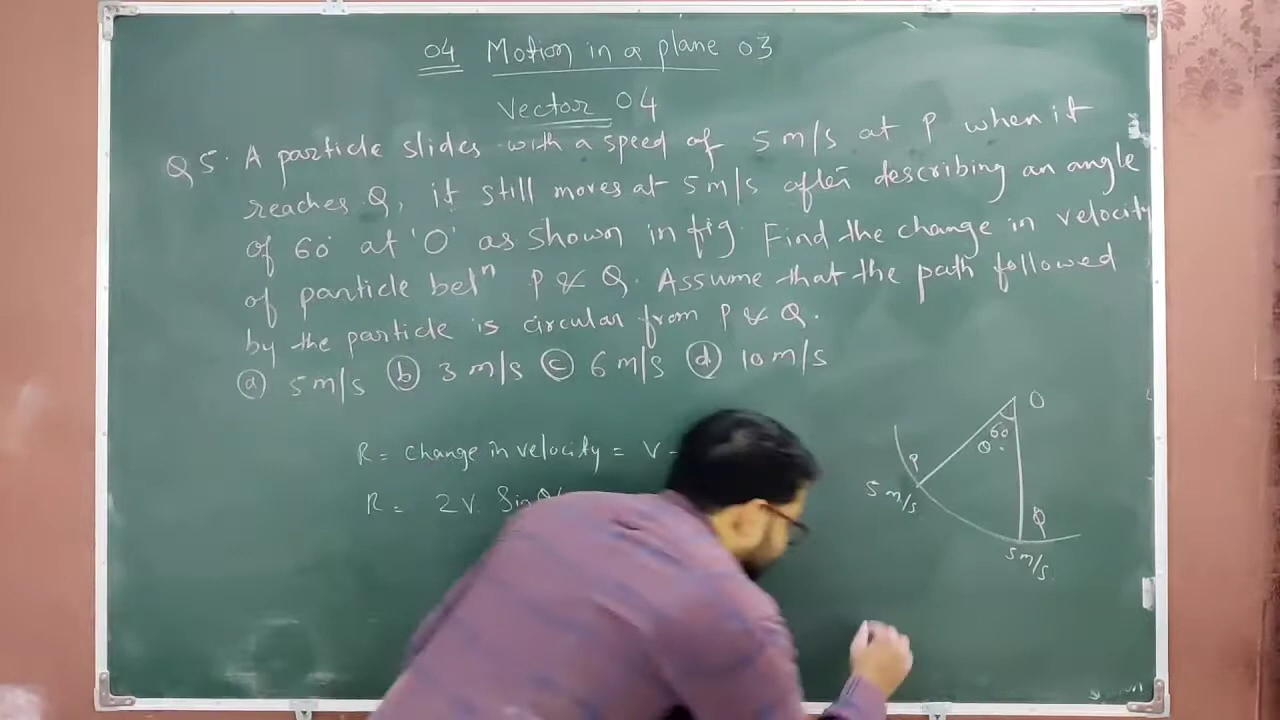 04 Motion in a plane 03
Vector 04
Q5. A particle slides with a speed of 5 m/s at P when it
reaches Q, it still moves at 5 m/s after describing an angle
of 60° at 'O' as shown in fig. Find the change in velocity
of particle betⁿ P & Q. Assume that the path followed
by the particle is circular from P & Q.
(a) 5 m/s (b) 3 m/s (c) 6 m/s (d) 10 m/s
O
60
θ
P
5 m/s
Q
5 m/s
R = Change in velocity = V -
R = 2V. Sin θ/